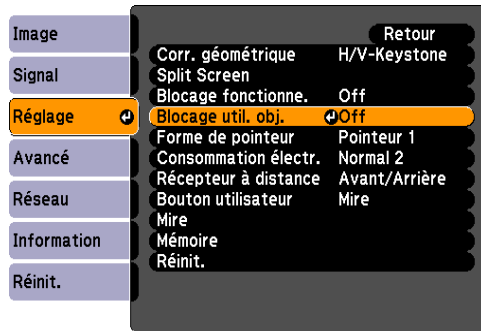 Image
Signal
Réglage
Avancé
Réseau
Information
Réinit.
Retour
Corr. géométrique H/V-Keystone
Split Screen
Blocage fonctionne. Off
Blocage util. obj. Off
Forme de pointeur Pointeur 1
Consommation électr. Normal 2
Récepteur à distance Avant/Arrière
Bouton utilisateur Mire
Mire
Mémoire
Réinit.